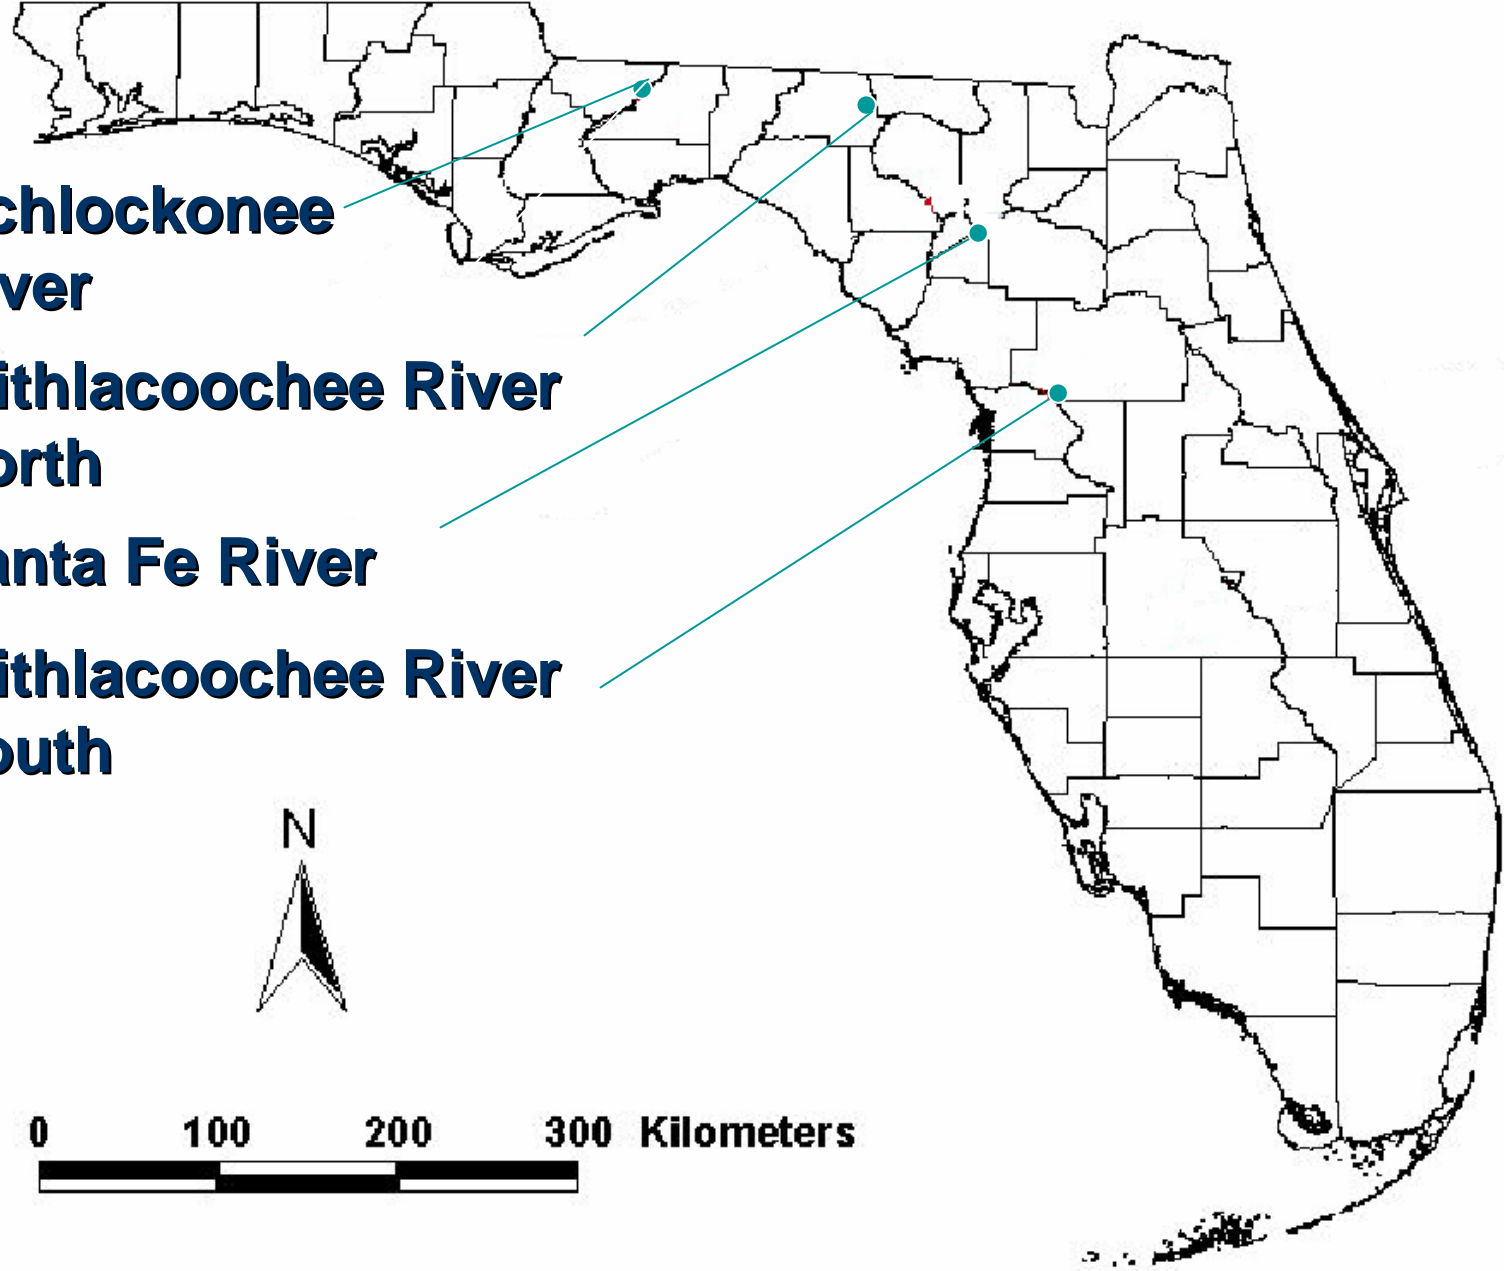 chlockonee
ver
ithlacoochee River
orth
anta Fe River
ithlacoochee River
outh
N
0 100 200 300 Kilometers